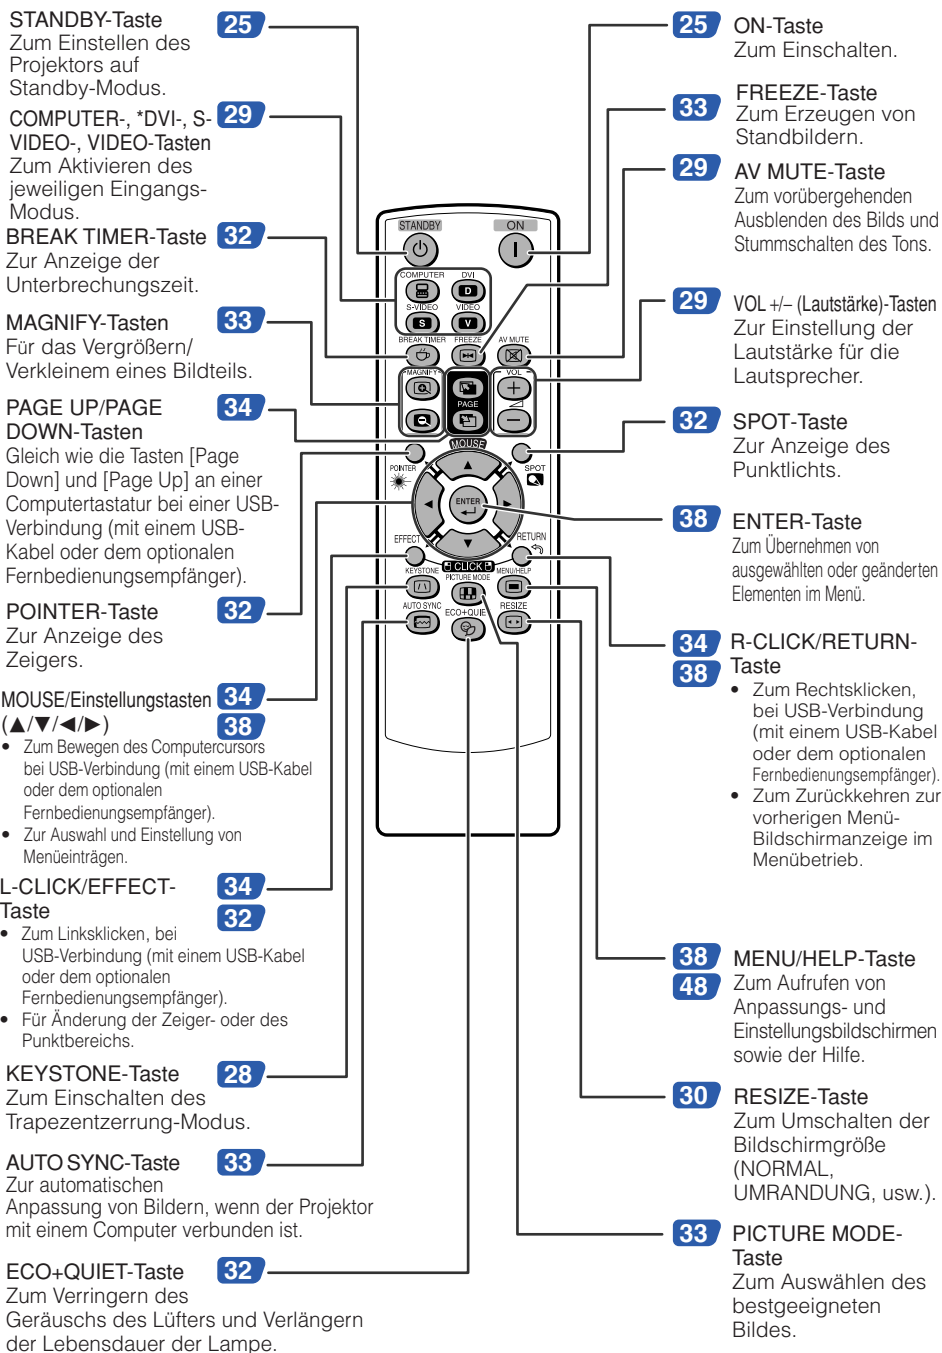 STANDBY-Taste 25
Zum Einstellen des
Projektors auf
Standby-Modus.
COMPUTER-, *DVI-, S- 29
VIDEO-, VIDEO-Tasten
Zum Aktivieren des
jeweiligen Eingangs-
Modus.
BREAK TIMER-Taste 32
Zur Anzeige der
Unterbrechungszeit.
MAGNIFY-Tasten 33
Für das Vergrößern/
Verkleinern eines Bildteils.
PAGE UP/PAGE 34
DOWN-Tasten
Gleich wie die Tasten [Page
Down] und [Page Up] an einer
Computertastatur bei einer USB-
Verbindung (mit einem USB-
Kabel oder dem optionalen
Fernbedienungsempfänger).
POINTER-Taste 32
Zur Anzeige des
Zeigers.
MOUSE/Einstellungstasten 34
(▲/▼/◀/▶) 38
• Zum Bewegen des Computercursors
bei USB-Verbindung (mit einem USB-Kabel
oder dem optionalen
Fernbedienungsempfänger).
• Zur Auswahl und Einstellung von
Menüeinträgen.
L-CLICK/EFFECT- 34
Taste 32
• Zum Linksklicken, bei
USB-Verbindung (mit einem USB-Kabel
oder dem optionalen
Fernbedienungsempfänger).
• Für Änderung der Zeiger- oder des
Punktbereichs.
KEYSTONE-Taste 28
Zum Einschalten des
Trapezentzerrung-Modus.
AUTO SYNC-Taste 33
Zur automatischen
Anpassung von Bildern, wenn der Projektor
mit einem Computer verbunden ist.
ECO+QUIET-Taste 32
Zum Verringern des
Geräuschs des Lüfters und Verlängern
der Lebensdauer der Lampe.
STANDBY ON
COMPUTER DVI
D
S-VIDEO VIDEO
S V
BREAK TIMER FREEZE AV MUTE
MAGNIFY VOL
PAGE
MOUSE
POINTER SPOT
ENTER
EFFECT RETURN
CLICK
KEYSTONE PICTURE MODE MENU/HELP
AUTO SYNC ECO+QUIE RESIZE
25 ON-Taste
Zum Einschalten.
33 FREEZE-Taste
Zum Erzeugen von
Standbildern.
29 AV MUTE-Taste
Zum vorübergehenden
Ausblenden des Bilds und
Stummschalten des Tons.
29 VOL +/– (Lautstärke)-Tasten
Zur Einstellung der
Lautstärke für die
Lautsprecher.
32 SPOT-Taste
Zur Anzeige des
Punktlichts.
38 ENTER-Taste
Zum Übernehmen von
ausgewählten oder geänderten
Elementen im Menü.
34 R-CLICK/RETURN-
38 Taste
• Zum Rechtsklicken,
bei USB-Verbindung
(mit einem USB-Kabel
oder dem optionalen
Fernbedienungsempfänger).
• Zum Zurückkehren zur
vorherigen Menü-
Bildschirmanzeige im
Menübetrieb.
38 MENU/HELP-Taste
48 Zum Aufrufen von
Anpassungs- und
Einstellungsbildschirmen
sowie der Hilfe.
30 RESIZE-Taste
Zum Umschalten der
Bildschirmgröße
(NORMAL,
UMRANDUNG, usw.).
33 PICTURE MODE-
Taste
Zum Auswählen des
bestgeeigneten
Bildes.